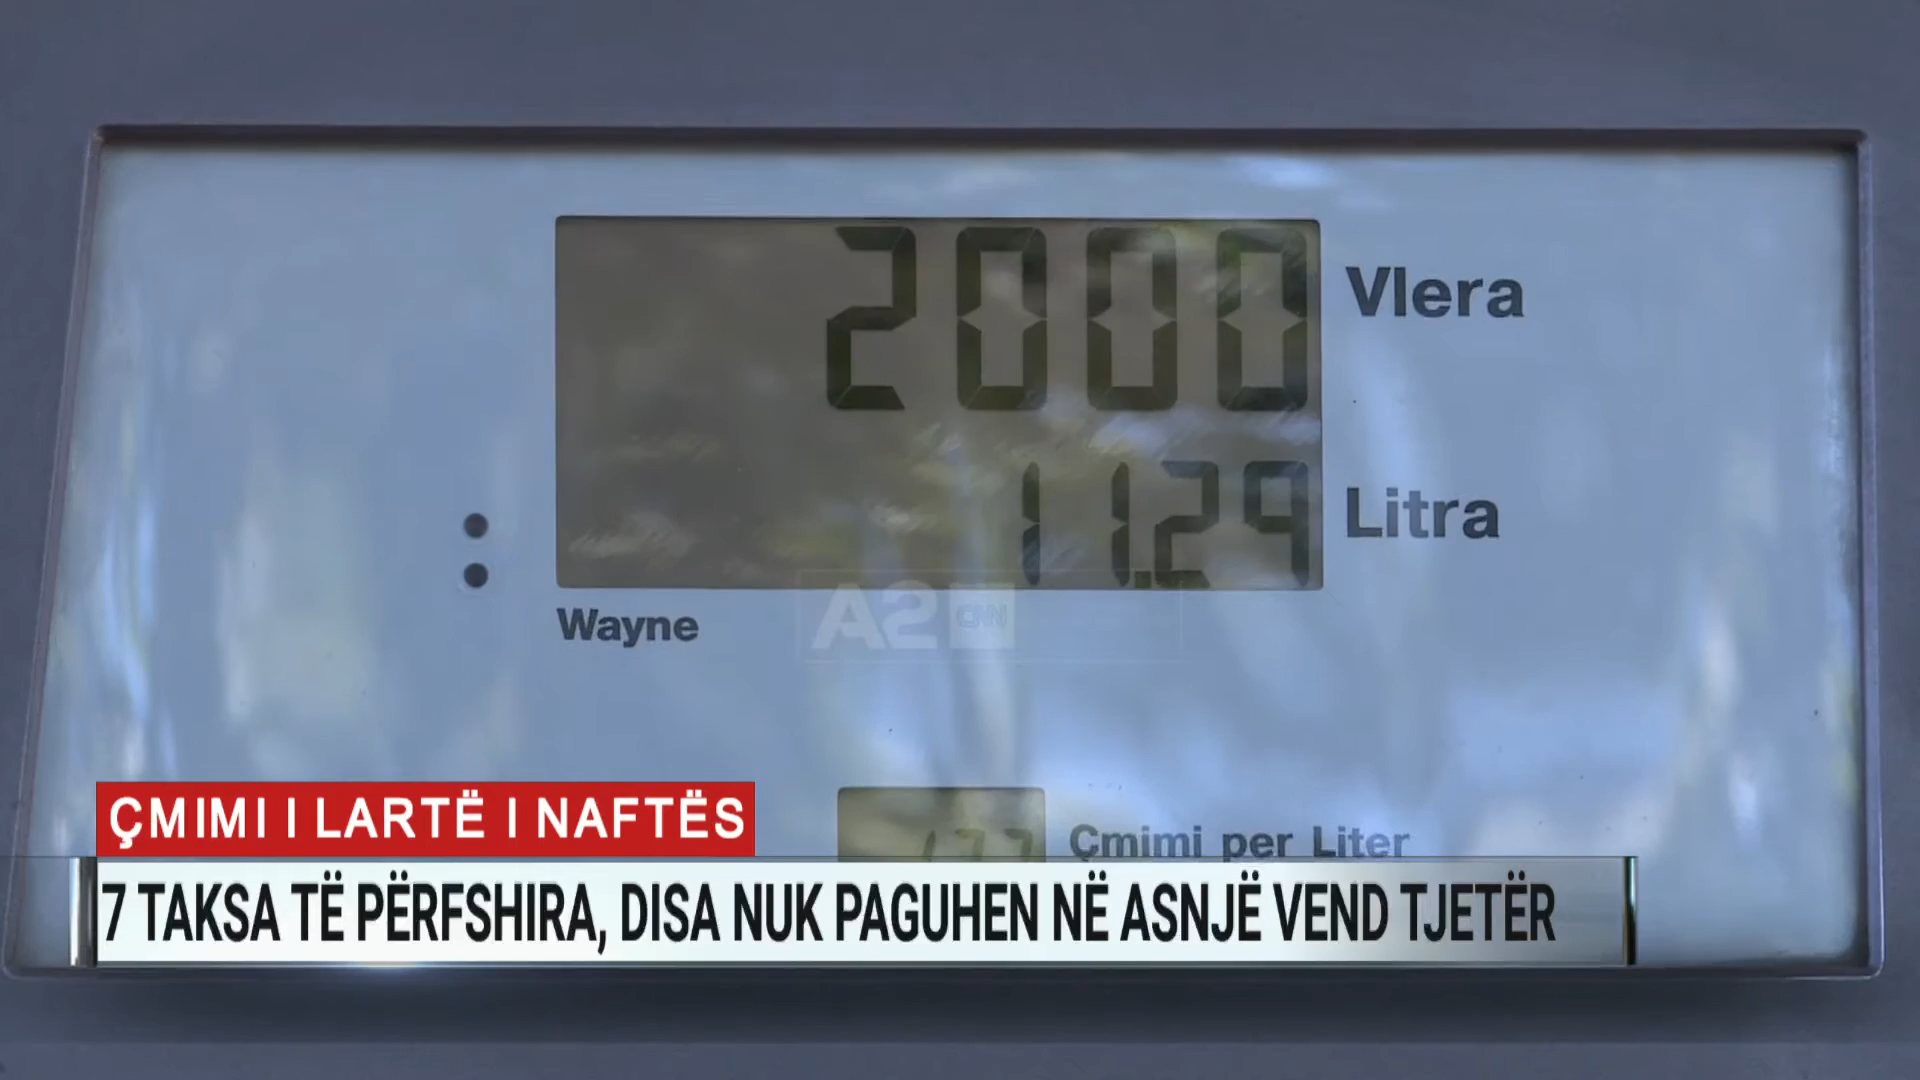 2000 Vlera
11.29 Litra
Wayne
A2 CNN
Çmimi per Liter
ÇMIMI I LARTË I NAFTËS
7 TAKSA TË PËRFSHIRA, DISA NUK PAGUHEN NË ASNJË VEND TJETËR